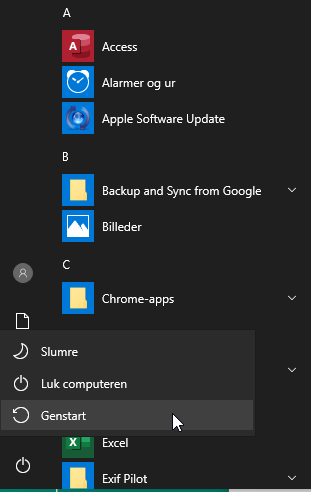 A
Access
Alarmer og ur
Apple Software Update
B
Backup and Sync from Google
Billeder
C
Chrome-apps
Slumre
Luk computeren
Genstart
Excel
Exif Pilot